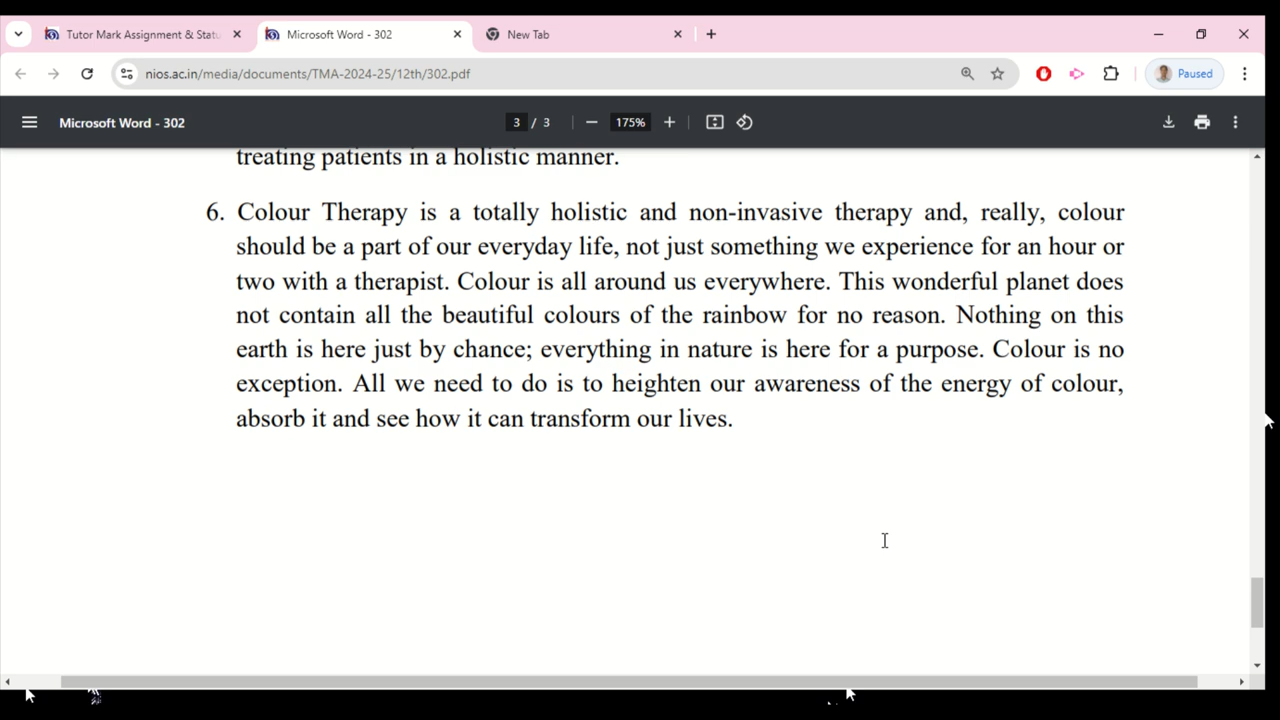 Tutor Mark Assignment & Statu
Microsoft Word - 302
New Tab
nios.ac.in/media/documents/TMA-2024-25/12th/302.pdf
Paused
Microsoft Word - 302
3 / 3
175%
treating patients in a holistic manner.
6. Colour Therapy is a totally holistic and non-invasive therapy and, really, colour
should be a part of our everyday life, not just something we experience for an hour or
two with a therapist. Colour is all around us everywhere. This wonderful planet does
not contain all the beautiful colours of the rainbow for no reason. Nothing on this
earth is here just by chance; everything in nature is here for a purpose. Colour is no
exception. All we need to do is to heighten our awareness of the energy of colour,
absorb it and see how it can transform our lives.